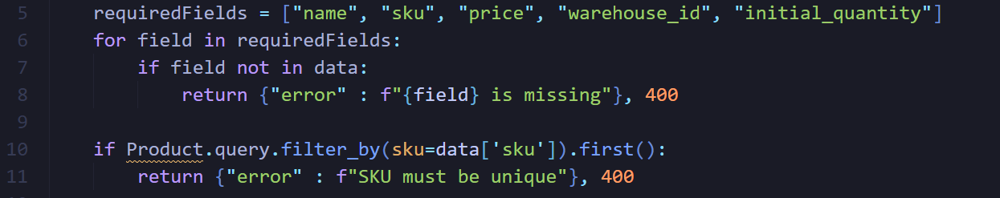 5 requiredFields = ["name", "sku", "price", "warehouse_id", "initial_quantity"]
6 for field in requiredFields:
7 if field not in data:
8 return {"error" : f"{field} is missing"}, 400
9
10 if Product.query.filter_by(sku=data['sku']).first():
11 return {"error" : f"SKU must be unique"}, 400